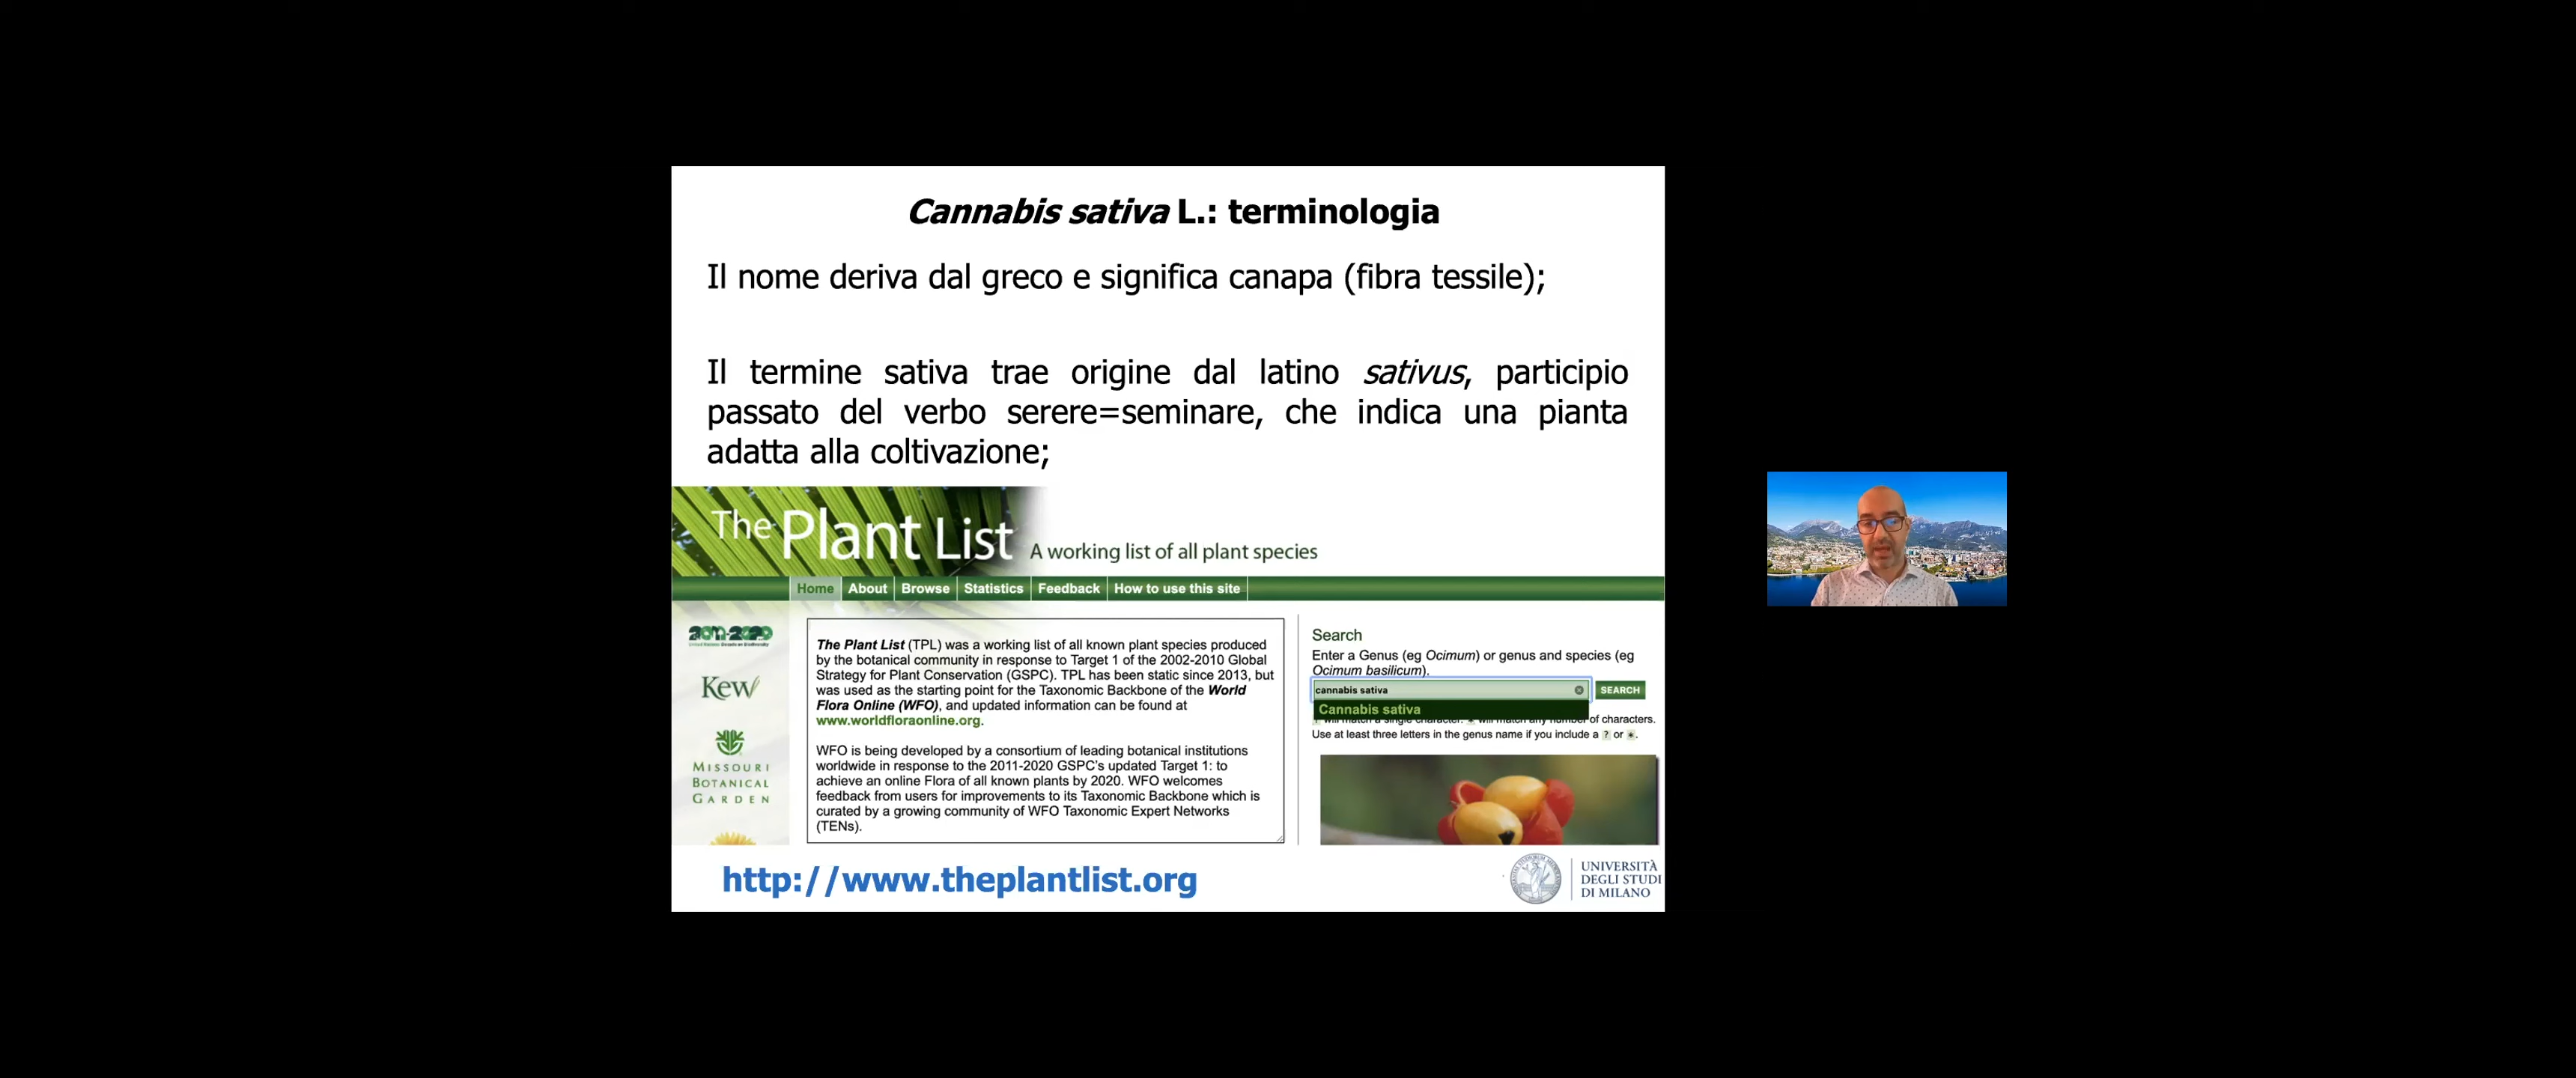 Cannabis sativa L.: terminologia
Il nome deriva dal greco e significa canapa (fibra tessile);
Il termine sativa trae origine dal latino sativus, participio
passato del verbo serere=seminare, che indica una pianta
adatta alla coltivazione;
The Plant List A working list of all plant species
Home About Browse Statistics Feedback How to use this site
2011-2020
Kew
MISSOURI
BOTANICAL
GARDEN
The Plant List (TPL) was a working list of all known plant species produced
by the botanical community in response to Target 1 of the 2002-2010 Global
Strategy for Plant Conservation (GSPC). TPL has been static since 2013, but
was used as the starting point for the Taxonomic Backbone of the World
Flora Online (WFO), and updated information can be found at
www.worldfloraonline.org.
WFO is being developed by a consortium of leading botanical institutions
worldwide in response to the 2011-2020 GSPC's updated Target 1: to
achieve an online Flora of all known plants by 2020. WFO welcomes
feedback from users for improvements to its Taxonomic Backbone which is
curated by a growing community of WFO Taxonomic Expert Networks
(TENs).
Search
Enter a Genus (eg Ocimum) or genus and species (eg
Ocimum basilicum).
cannabis sativa SEARCH
Cannabis sativa
? will match a single character. * will match any number of characters.
Use at least three letters in the genus name if you include a ? or *.
http://www.theplantlist.org
UNIVERSITÀ
DEGLI STUDI
DI MILANO